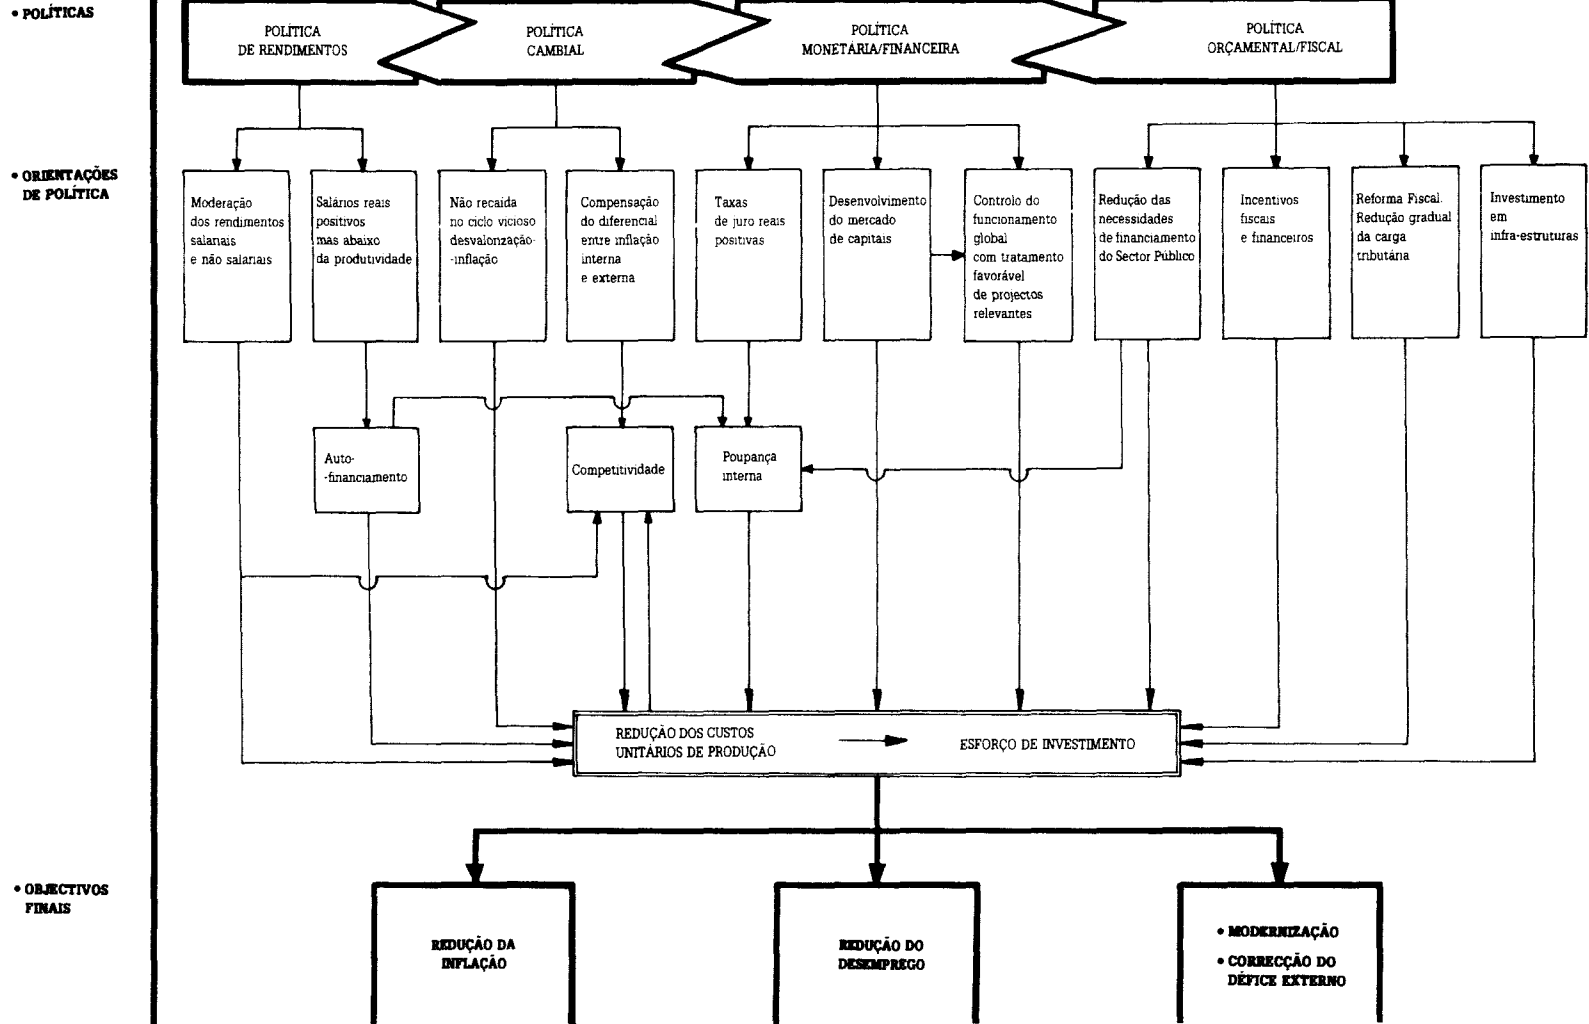 • POLÍTICAS
POLÍTICA
DE RENDIMENTOS
POLÍTICA
CAMBIAL
POLÍTICA
MONETÁRIA/FINANCEIRA
POLÍTICA
ORÇAMENTAL/FISCAL
• ORIENTAÇÕES
DE POLÍTICA
Moderação
dos rendimentos
salariais
e não salariais
Salários reais
positivos
mas abaixo
da produtividade
Não recaída
no ciclo vicioso
desvalorização-
-inflação
Compensação
do diferencial
entre inflação
interna
e externa
Taxas
de juro reais
positivas
Desenvolvimento
do mercado
de capitais
Controlo do
funcionamento
global
com tratamento
favorável
de projectos
relevantes
Redução das
necessidades
de financiamento
do Sector Público
Incentivos
fiscais
e financeiros
Reforma Fiscal.
Redução gradual
da carga
tributária
Investimento
em
infra-estruturas
Auto-
-financiamento
Competitividade
Poupança
interna
REDUÇÃO DOS CUSTOS
UNITÁRIOS DE PRODUÇÃO
ESFORÇO DE INVESTIMENTO
• OBJECTIVOS
FINAIS
REDUÇÃO DA
INFLAÇÃO
REDUÇÃO DO
DESEMPREGO
• MODERNIZAÇÃO
• CORRECÇÃO DO
DÉFICE EXTERNO